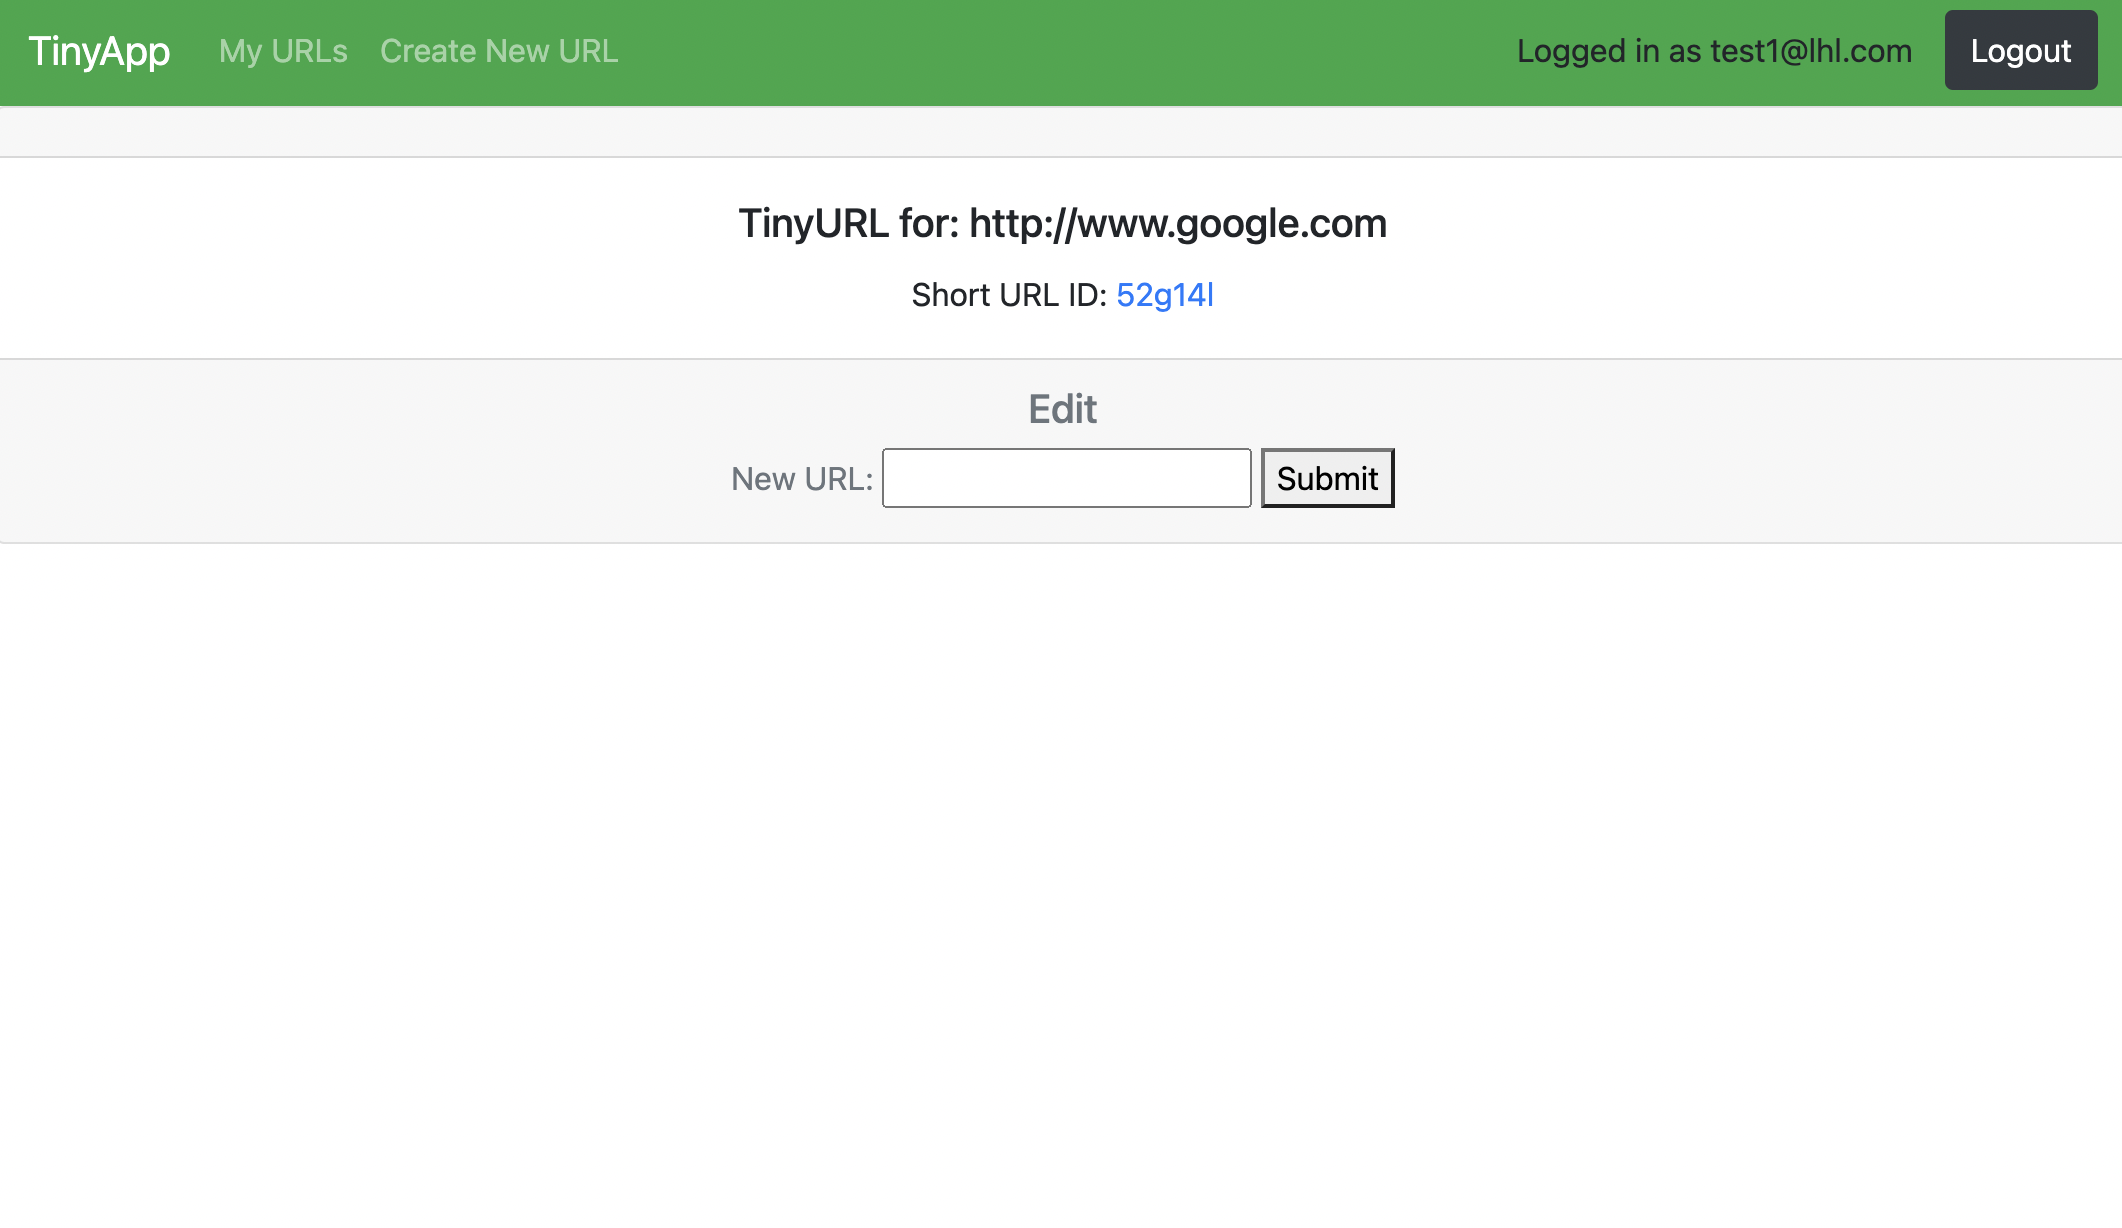 TinyApp My URLs Create New URL Logged in as test1@lhl.com Logout
TinyURL for: http://www.google.com
Short URL ID: 52g14l
Edit
New URL: Submit